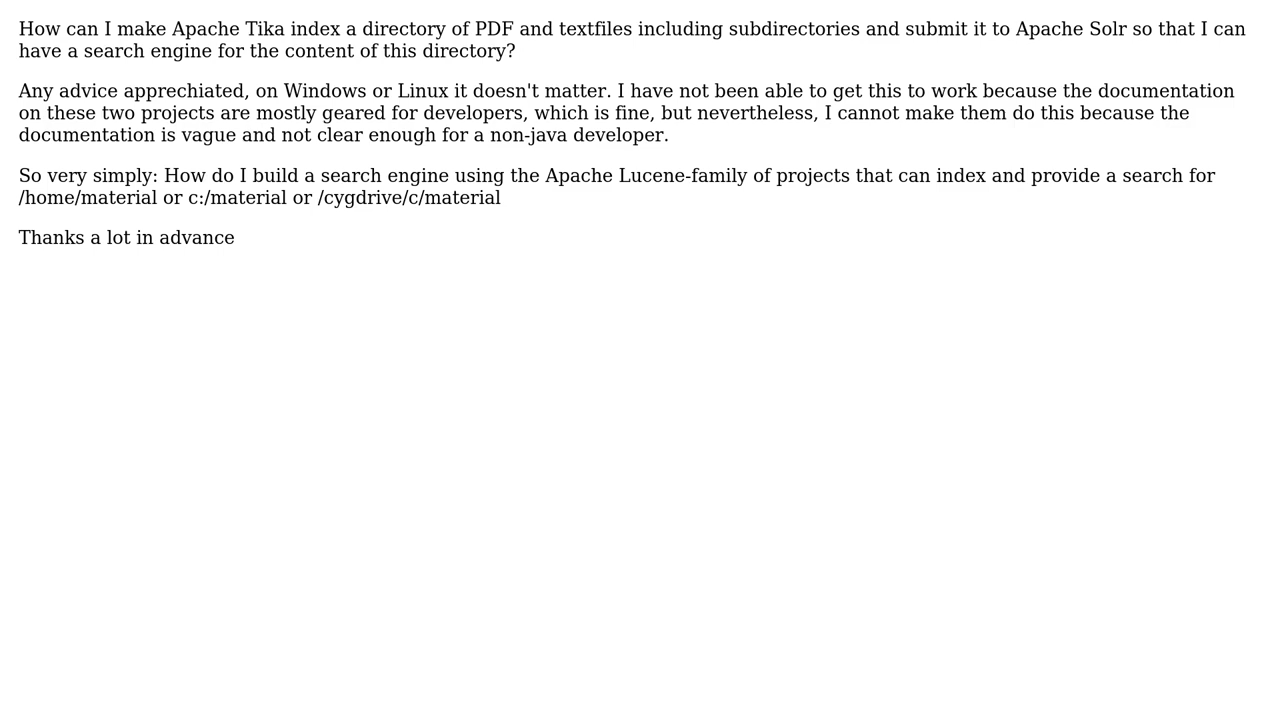 How can I make Apache Tika index a directory of PDF and textfiles including subdirectories and submit it to Apache Solr so that I can
have a search engine for the content of this directory?
Any advice apprechiated, on Windows or Linux it doesn't matter. I have not been able to get this to work because the documentation
on these two projects are mostly geared for developers, which is fine, but nevertheless, I cannot make them do this because the
documentation is vague and not clear enough for a non-java developer.
So very simply: How do I build a search engine using the Apache Lucene-family of projects that can index and provide a search for
/home/material or c:/material or /cygdrive/c/material
Thanks a lot in advance